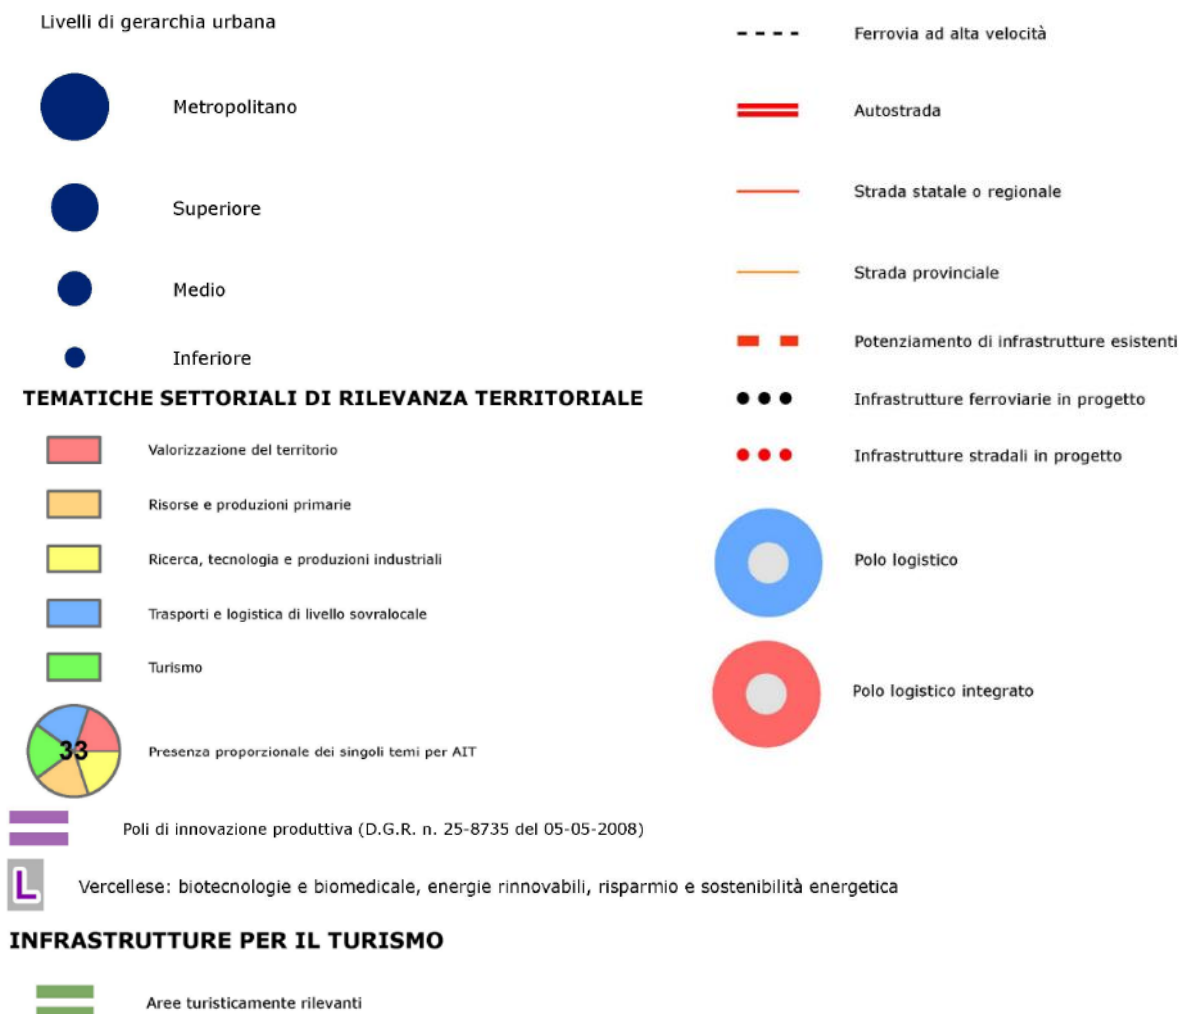 Livelli di gerarchia urbana
Metropolitano
Superiore
Medio
Inferiore
TEMATICHE SETTORIALI DI RILEVANZA TERRITORIALE
Valorizzazione del territorio
Risorse e produzioni primarie
Ricerca, tecnologia e produzioni industriali
Trasporti e logistica di livello sovralocale
Turismo
33
Presenza proporzionale dei singoli temi per AIT
Ferrovia ad alta velocità
Autostrada
Strada statale o regionale
Strada provinciale
Potenziamento di infrastrutture esistenti
Infrastrutture ferroviarie in progetto
Infrastrutture stradali in progetto
Polo logistico
Polo logistico integrato
Poli di innovazione produttiva (D.G.R. n. 25-8735 del 05-05-2008)
L Vercellese: biotecnologie e biomedicale, energie rinnovabili, risparmio e sostenibilità energetica
INFRASTRUTTURE PER IL TURISMO
Aree turisticamente rilevanti